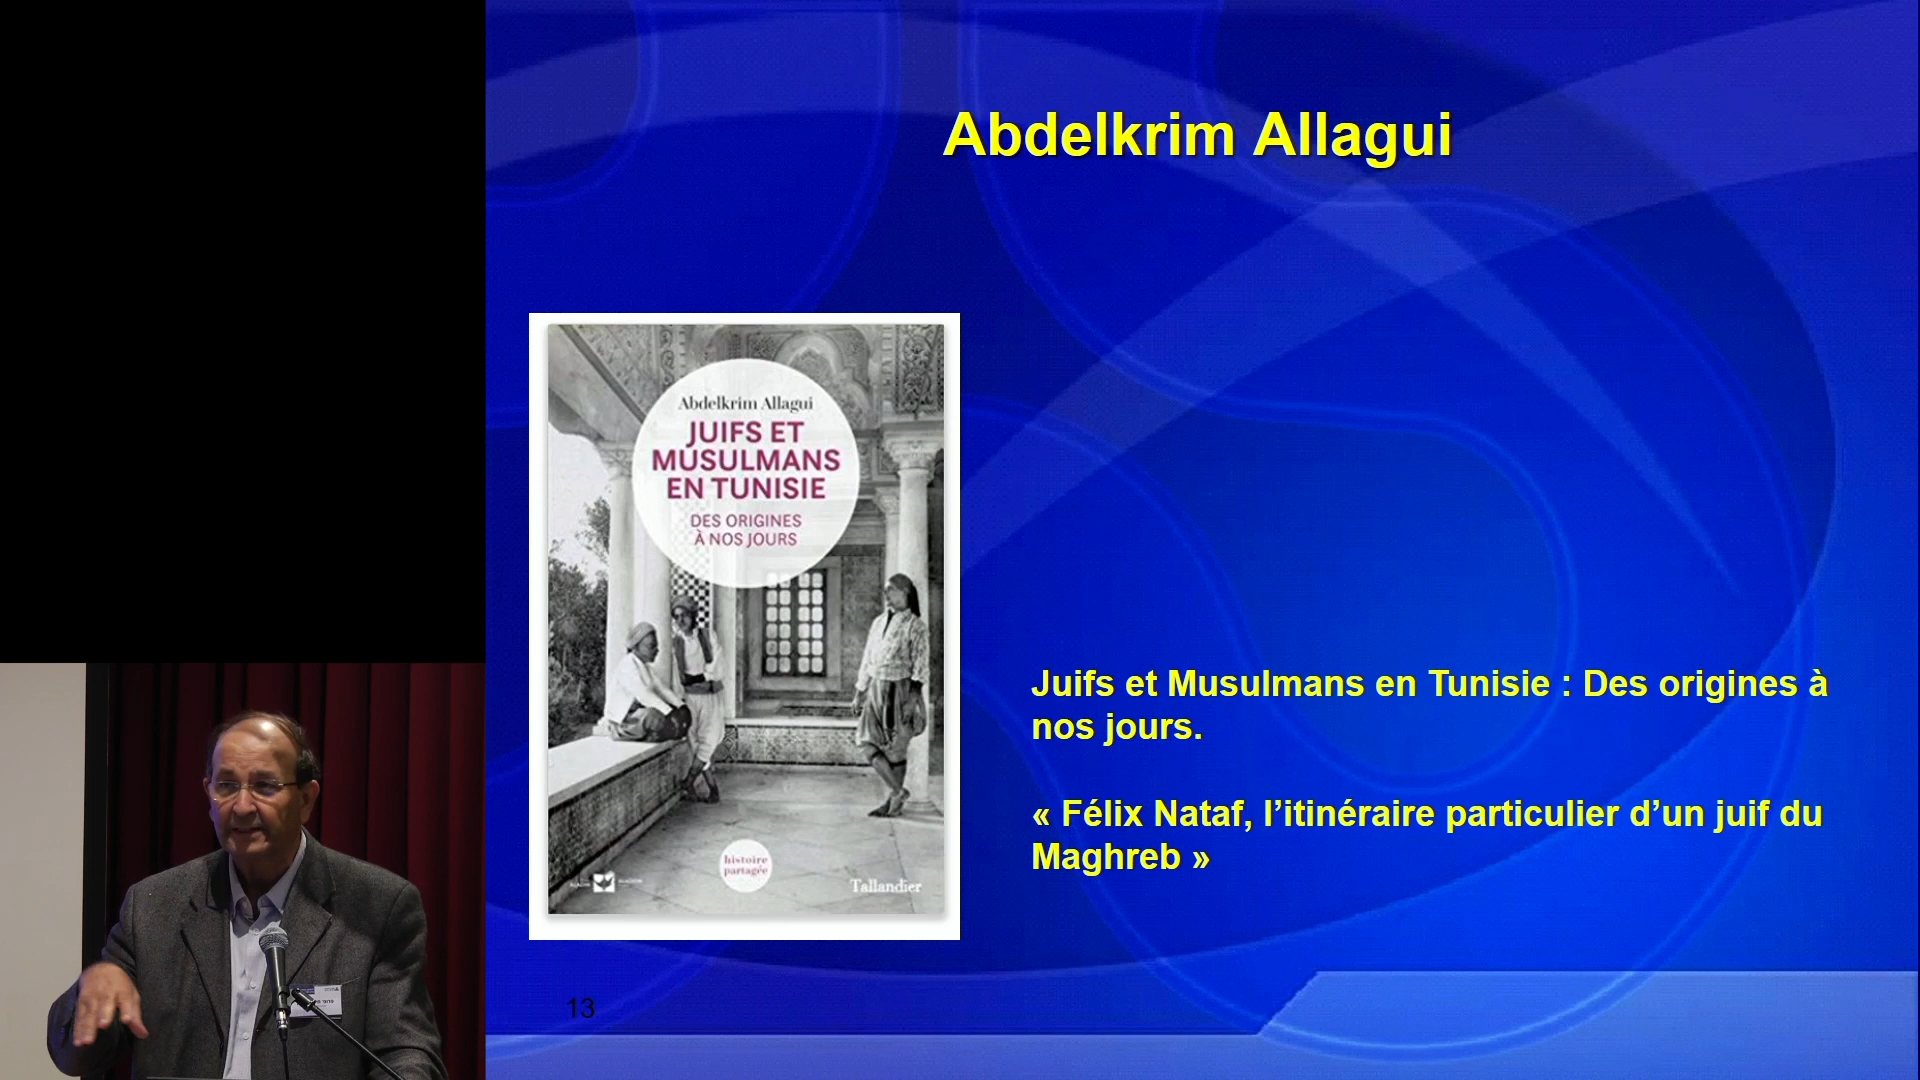 Abdelkrim Allagui
Abdelkrim Allagui
JUIFS ET
MUSULMANS
EN TUNISIE
DES ORIGINES
À NOS JOURS
histoire
partagée
Tallandier
Juifs et Musulmans en Tunisie : Des origines à
nos jours.
« Félix Nataf, l’itinéraire particulier d’un juif du
Maghreb »
13